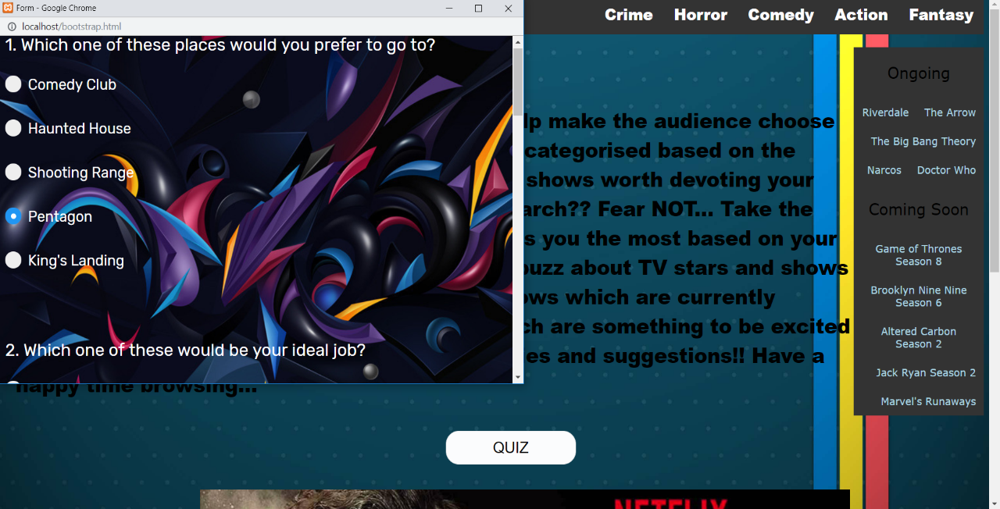 Form - Google Chrome
localhost/bootstrap.html
1. Which one of these places would you prefer to go to?
Comedy Club
Haunted House
Shooting Range
Pentagon
King's Landing
2. Which one of these would be your ideal job?
Crime Horror Comedy Action Fantasy
make the audience choose
categorised based on the
shows worth devoting your
Fear NOT... Take the
you the most based on your
buzz about TV stars and shows
which are currently
are something to be excited
and suggestions!! Have a
happy time browsing...
QUIZ
NETFLIX
Ongoing
Riverdale The Arrow
The Big Bang Theory
Narcos Doctor Who
Coming Soon
Game of Thrones
Season 8
Brooklyn Nine Nine
Season 6
Altered Carbon
Season 2
Jack Ryan Season 2
Marvel's Runaways